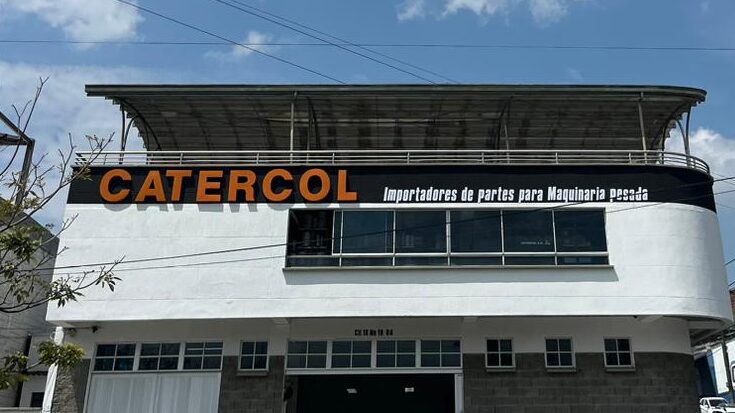 CATERCOL
Importadores de partes para Maquinaria pesada